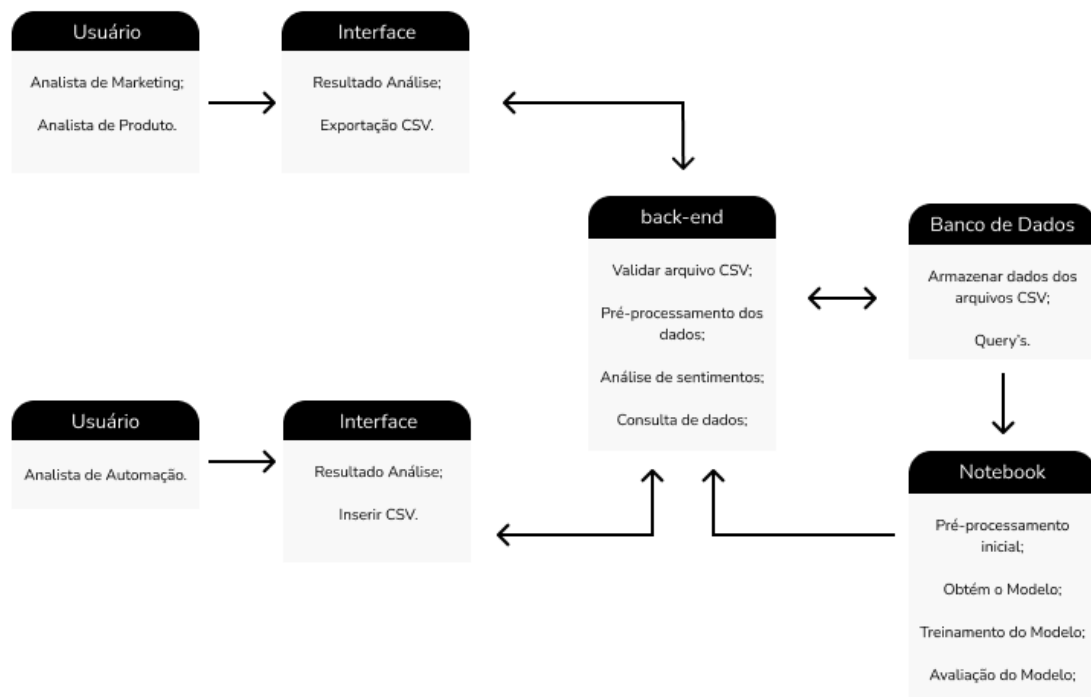 Usuário
Analista de Marketing;
Analista de Produto.
Interface
Resultado Análise;
Exportação CSV.
back-end
Validar arquivo CSV;
Pré-processamento dos
dados;
Análise de sentimentos;
Consulta de dados;
Banco de Dados
Armazenar dados dos
arquivos CSV;
Query's.
Usuário
Analista de Automação.
Interface
Resultado Análise;
Inserir CSV.
Notebook
Pré-processamento
inicial;
Obtém o Modelo;
Treinamento do Modelo;
Avaliação do Modelo;